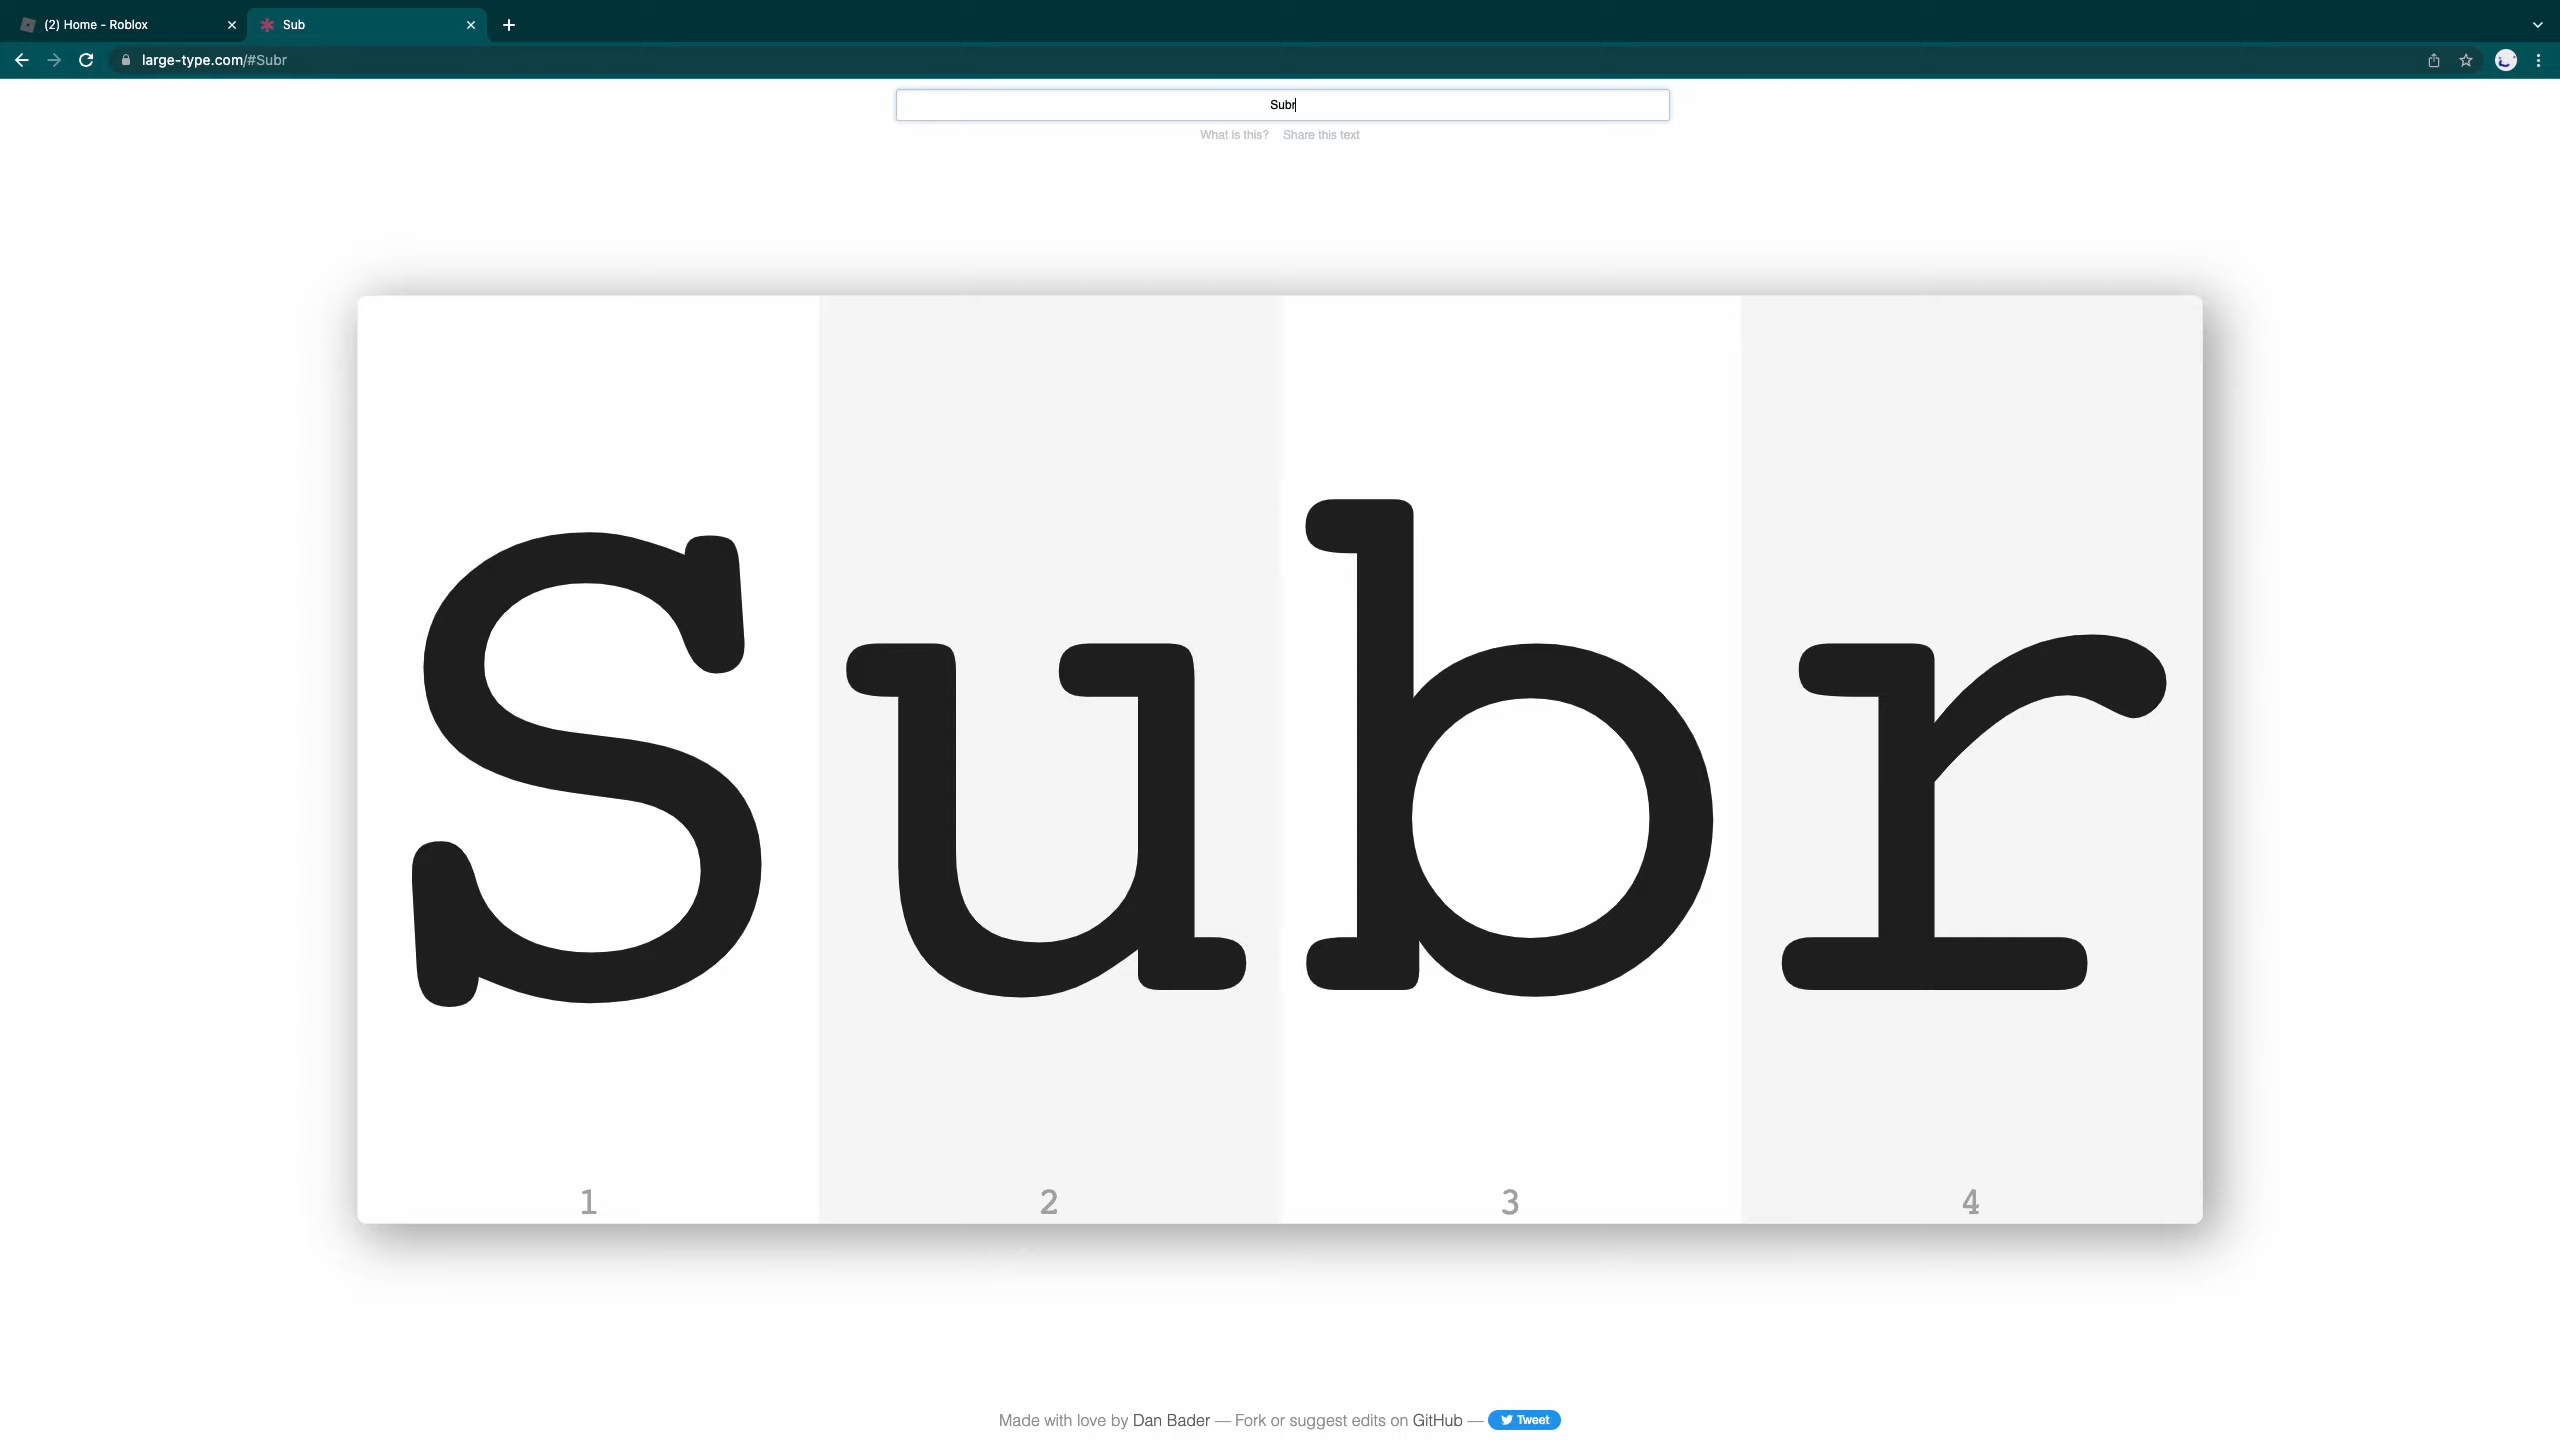 (2) Home - Roblox
Sub
large-type.com/#Subr
Subr
What is this? Share this text
Subr
1 2 3 4
Made with love by Dan Bader — Fork or suggest edits on GitHub — Tweet